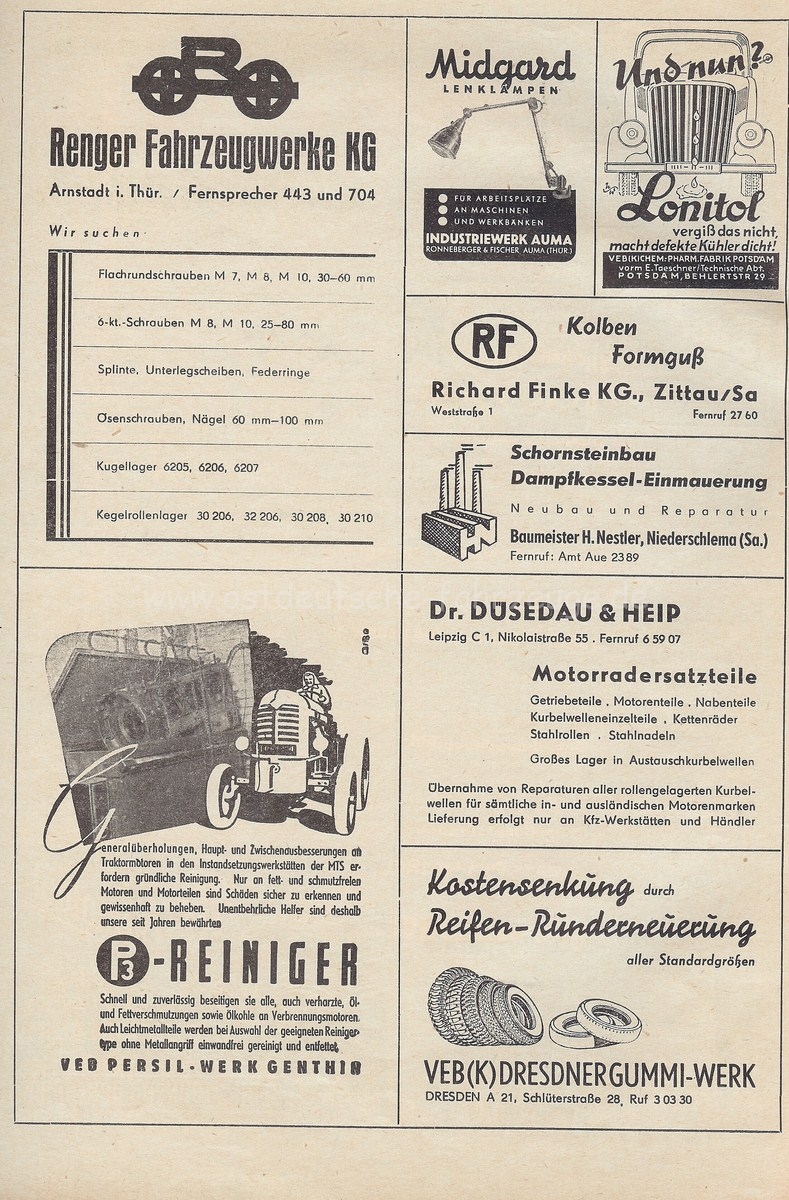 R
Renger Fahrzeugwerke KG
Arnstadt i. Thür. / Fernsprecher 443 und 704
Wir suchen
Flachrundschrauben M 7, M 8, M 10, 30–60 mm
6-kt.-Schrauben M 8, M 10, 25–80 mm
Splinte, Unterlegscheiben, Federringe
Ösenschrauben, Nägel 60 mm–100 mm
Kugellager 6205, 6206, 6207
Kegelrollenlager 30 206, 32 206, 30 208, 30 210
Midgard
LENKLAMPEN
FÜR ARBEITSPLÄTZE
AN MASCHINEN
UND WERKBÄNKEN
INDUSTRIEWERK AUMA
RONNEBERGER & FISCHER AUMA (THÜR.)
Und nun?
Lonitol
vergiß das nicht,
macht defekte Kühler dicht!
VEB(K)CHEM:PHARM.FABRIK POTSDAM
vorm E.Taeschner/Technische Abt.
POTSDAM, BEHLERTSTR 29
RF
Kolben
Formguß
Richard Finke KG., Zittau/Sa
Weststraße 1 Fernruf 27 60
Schornsteinbau
Dampfkessel-Einmauerung
Neubau und Reparatur
HN
Baumeister H. Nestler, Niederschlema (Sa.)
Fernruf: Amt Aue 2389
www.ostdeutsche
Generalüberholungen, Haupt- und Zwischenausbesserungen an
Traktormotoren in den Instandsetzungswerkstätten der MTS er-
fordern gründliche Reinigung. Nur an fett- und schmutzfreien
Motoren und Motorteilen sind Schäden sicher zu erkennen und
gewissenhaft zu beheben. Unentbehrliche Helfer sind deshalb
unsere seit Jahren bewährten
P3-REINIGER
Schnell und zuverlässig beseitigen sie alle, auch verharzte, Öl-
und Fettverschmutzungen sowie Ölkohle an Verbrennungsmotoren.
Auch Leichtmetallteile werden bei Auswahl der geeigneten Reiniger-
type ohne Metallangriff einwandfrei gereinigt und entfettet.
VEB PERSIL-WERK GENTHIN
Dr. DÜSEDAU & HEIP
Leipzig C 1, Nikolaistraße 55 . Fernruf 6 59 07
Motorradersatzteile
Getriebeteile . Motorenteile . Nabenteile
Kurbelwelleneinzelteile . Kettenräder
Stahlrollen . Stahlnadeln
Großes Lager in Austauschkurbelwellen
Übernahme von Reparaturen aller rollengelagerten Kurbel-
wellen für sämtliche in- und ausländischen Motorenmarken
Lieferung erfolgt nur an Kfz-Werkstätten und Händler
Kostensenkung durch
Reifen-Runderneuerung
aller Standardgrößen
VEB(K) DRESDNER GUMMI-WERK
DRESDEN A 21, Schlüterstraße 28, Ruf 3 03 30